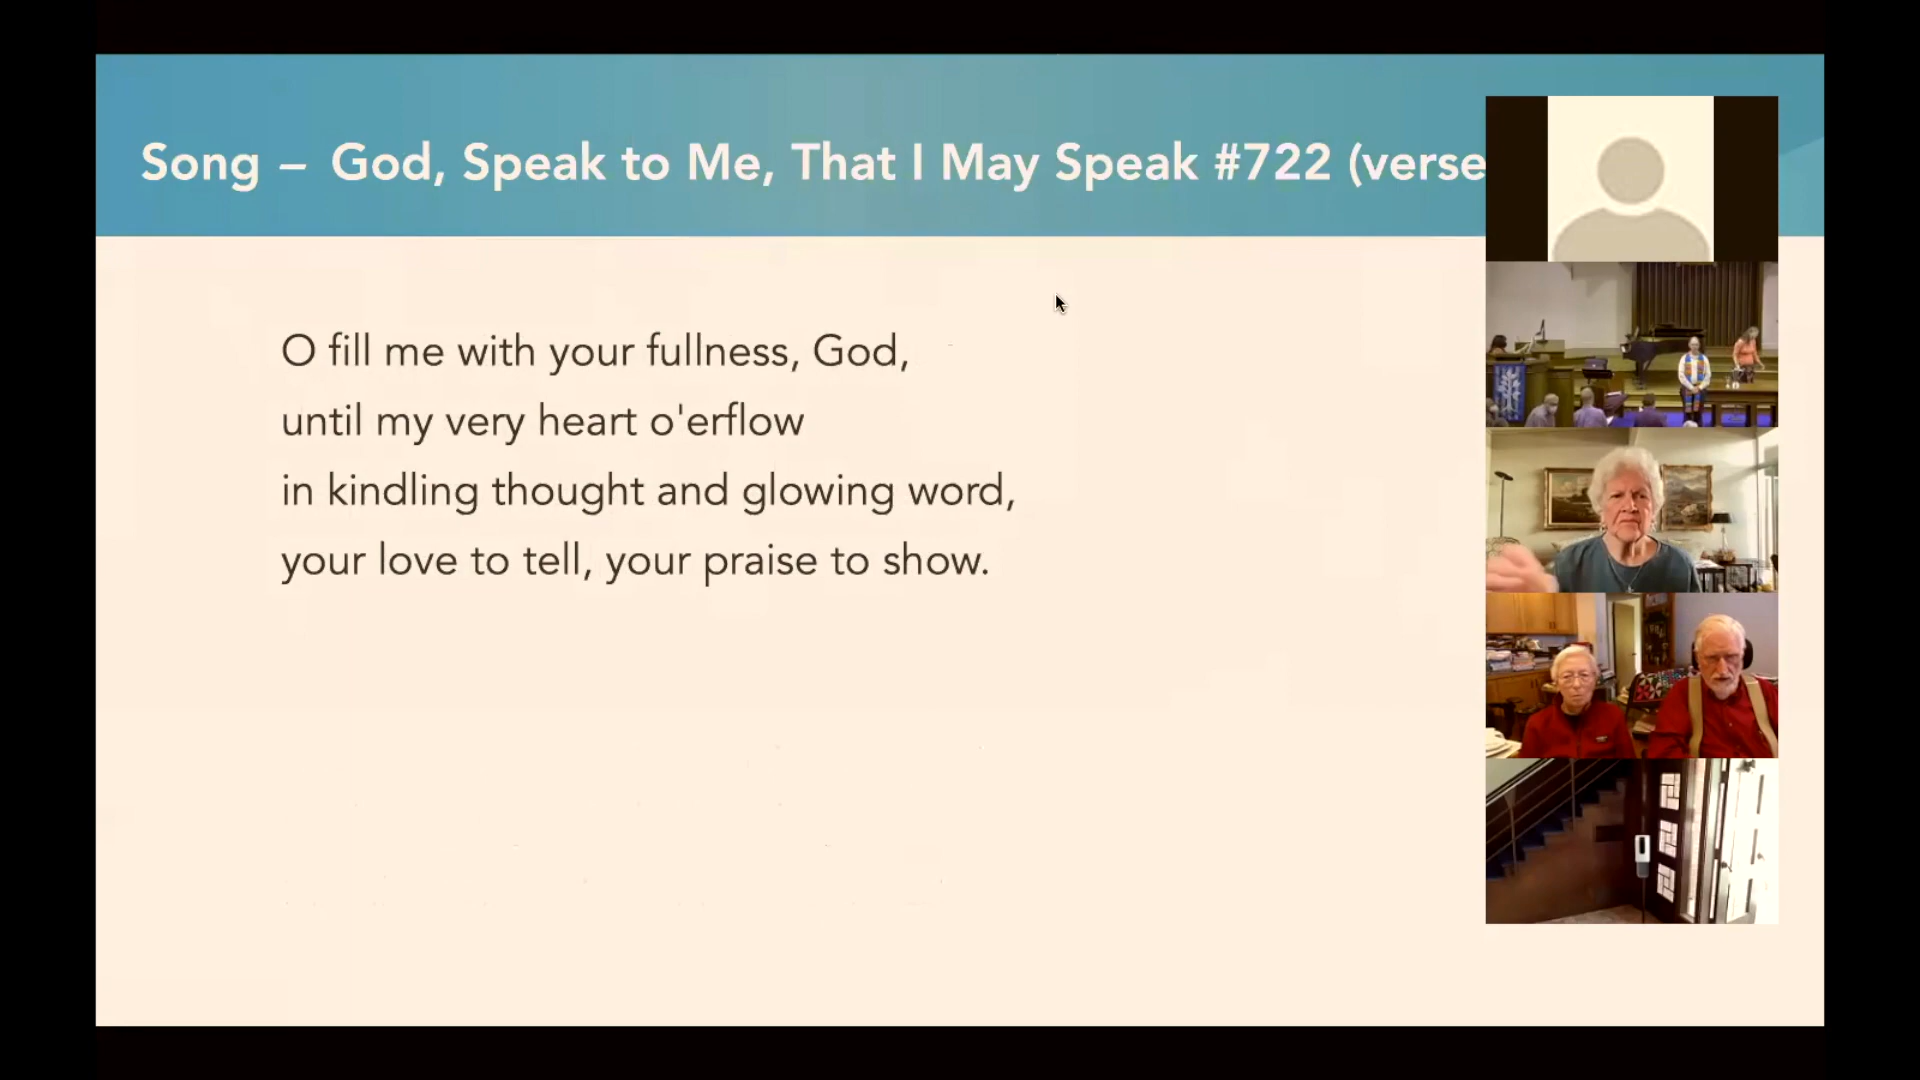 Song – God, Speak to Me, That I May Speak #722 (verse
O fill me with your fullness, God,
until my very heart o'erflow
in kindling thought and glowing word,
your love to tell, your praise to show.